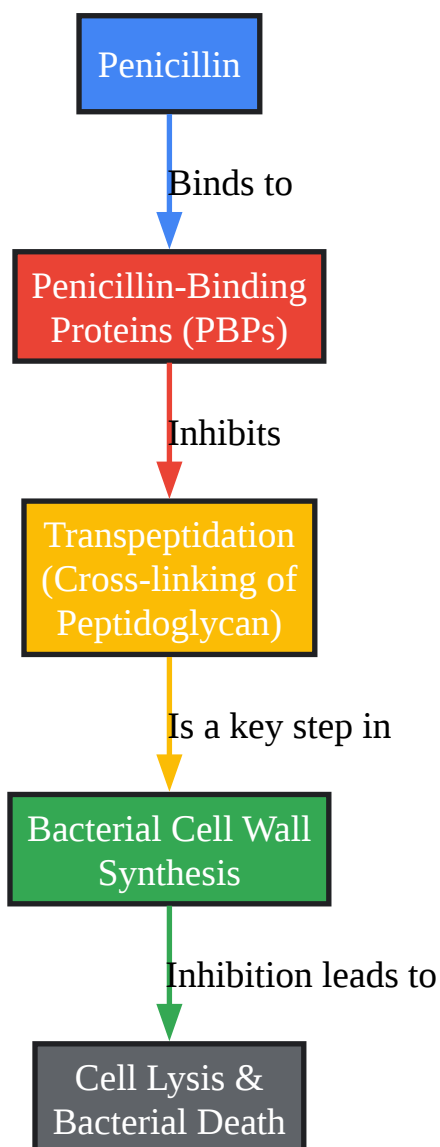 Penicillin
Binds to
Penicillin-Binding
Proteins (PBPs)
Inhibits
Transpeptidation
(Cross-linking of
Peptidoglycan)
Is a key step in
Bacterial Cell Wall
Synthesis
Inhibition leads to
Cell Lysis &
Bacterial Death